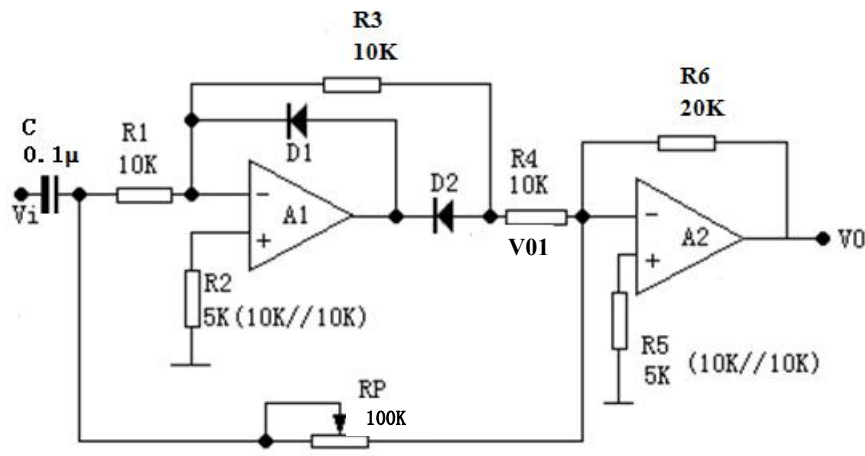 R3
10K
R6
20K
C
0.1μ
R1
10K
D1
R4
10K
D2
Vi
−
A1
+
V01
−
A2
+
VO
R2
5K(10K//10K)
R5
5K
(10K//10K)
RP
100K